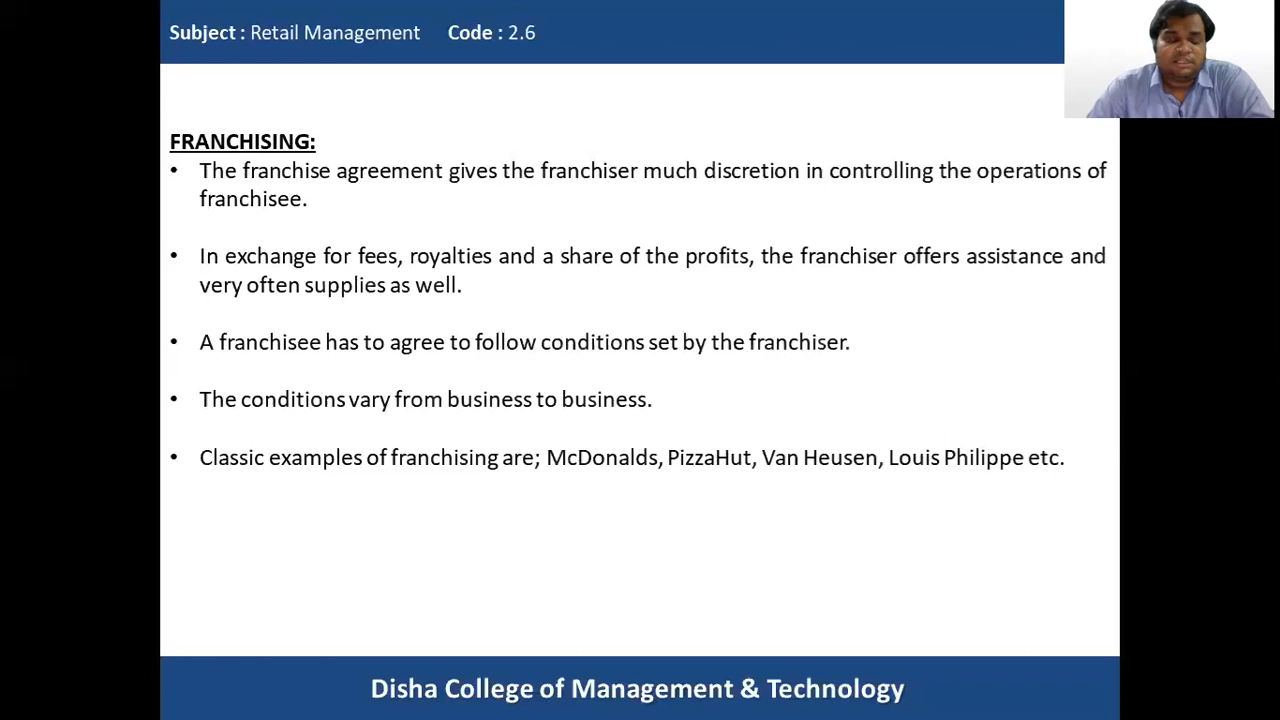 Subject : Retail Management Code : 2.6
FRANCHISING:
• The franchise agreement gives the franchiser much discretion in controlling the operations of
franchisee.
• In exchange for fees, royalties and a share of the profits, the franchiser offers assistance and
very often supplies as well.
• A franchisee has to agree to follow conditions set by the franchiser.
• The conditions vary from business to business.
• Classic examples of franchising are; McDonalds, PizzaHut, Van Heusen, Louis Philippe etc.
Disha College of Management & Technology